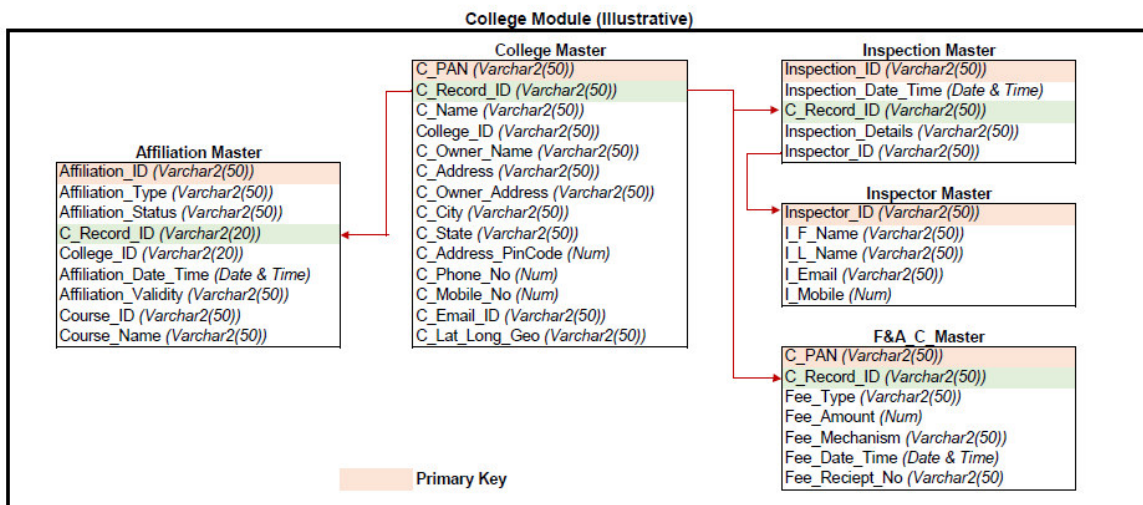 College Module (Illustrative)
College Master
C_PAN (Varchar2(50))
C_Record_ID (Varchar2(50))
C_Name (Varchar2(50))
College_ID (Varchar2(50))
C_Owner_Name (Varchar2(50))
C_Address (Varchar2(50))
C_Owner_Address (Varchar2(50))
C_City (Varchar2(50))
C_State (Varchar2(50))
C_Address_PinCode (Num)
C_Phone_No (Num)
C_Mobile_No (Num)
C_Email_ID (Varchar2(50))
C_Lat_Long_Geo (Varchar2(50))
Inspection Master
Inspection_ID (Varchar2(50))
Inspection_Date_Time (Date & Time)
C_Record_ID (Varchar2(50))
Inspection_Details (Varchar2(50))
Inspector_ID (Varchar2(50))
Affiliation Master
Affiliation_ID (Varchar2(50))
Affiliation_Type (Varchar2(50))
Affiliation_Status (Varchar2(50))
C_Record_ID (Varchar2(20))
College_ID (Varchar2(20))
Affiliation_Date_Time (Date & Time)
Affiliation_Validity (Varchar2(50))
Course_ID (Varchar2(50))
Course_Name (Varchar2(50))
Inspector Master
Inspector_ID (Varchar2(50))
I_F_Name (Varchar2(50))
I_L_Name (Varchar2(50))
I_Email (Varchar2(50))
I_Mobile (Num)
F&A_C_Master
C_PAN (Varchar2(50))
C_Record_ID (Varchar2(50))
Fee_Type (Varchar2(50))
Fee_Amount (Num)
Fee_Mechanism (Varchar2(50))
Fee_Date_Time (Date & Time)
Fee_Reciept_No (Varchar2(50)
Primary Key